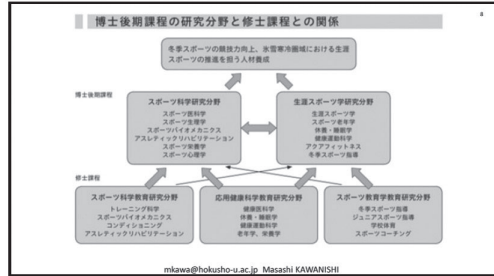 8
博士後期課程の研究分野と修士課程との関係
冬季スポーツの競技力向上、氷雪寒冷圏域における生涯
スポーツの推進を担う人材養成
博士後期課程
スポーツ科学研究分野
スポーツ医科学
スポーツ生理学
スポーツバイオメカニクス
アスレティックリハビリテーション
スポーツ栄養学
スポーツ心理学
生涯スポーツ学研究分野
生涯スポーツ学
スポーツ老年学
休養・睡眠学
健康運動科学
アクアフィットネス
冬季スポーツ指導
修士課程
スポーツ科学教育研究分野
トレーニング科学
スポーツバイオメカニクス
コンディショニング
アスレティックリハビリテーション
応用健康科学教育研究分野
健康医科学
休養・睡眠学
健康運動科学
老年学、栄養学
スポーツ教育学教育研究分野
冬季スポーツ指導
ジュニアスポーツ指導
学校体育
スポーツコーチング
mkawa@hokusho-u.ac.jp Masashi KAWANISHI